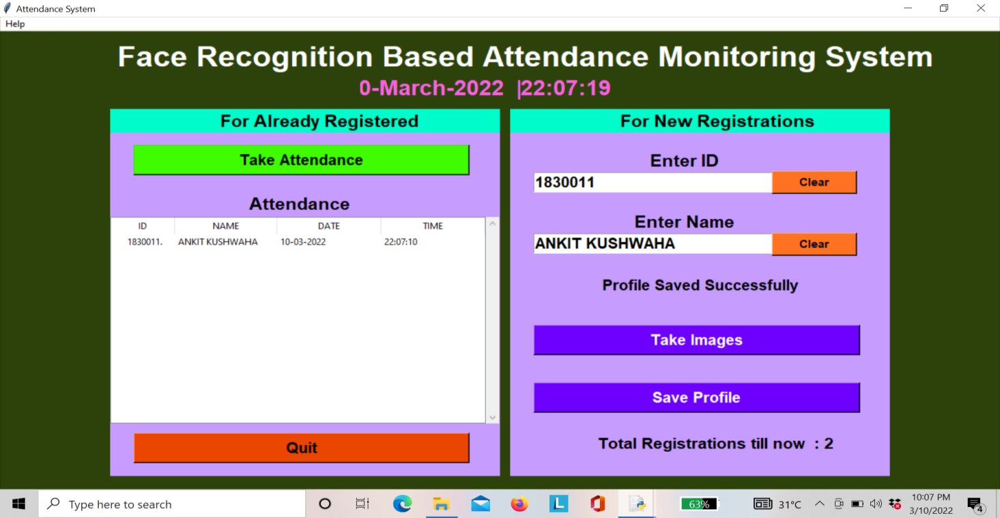 Attendance System
Help
Face Recognition Based Attendance Monitoring System
0-March-2022 |22:07:19
For Already Registered
Take Attendance
Attendance
ID NAME DATE TIME
1830011. ANKIT KUSHWAHA 10-03-2022 22:07:10
Quit
For New Registrations
Enter ID
1830011 Clear
Enter Name
ANKIT KUSHWAHA Clear
Profile Saved Successfully
Take Images
Save Profile
Total Registrations till now : 2
Type here to search
L
63%
31°C
10:07 PM
3/10/2022
4